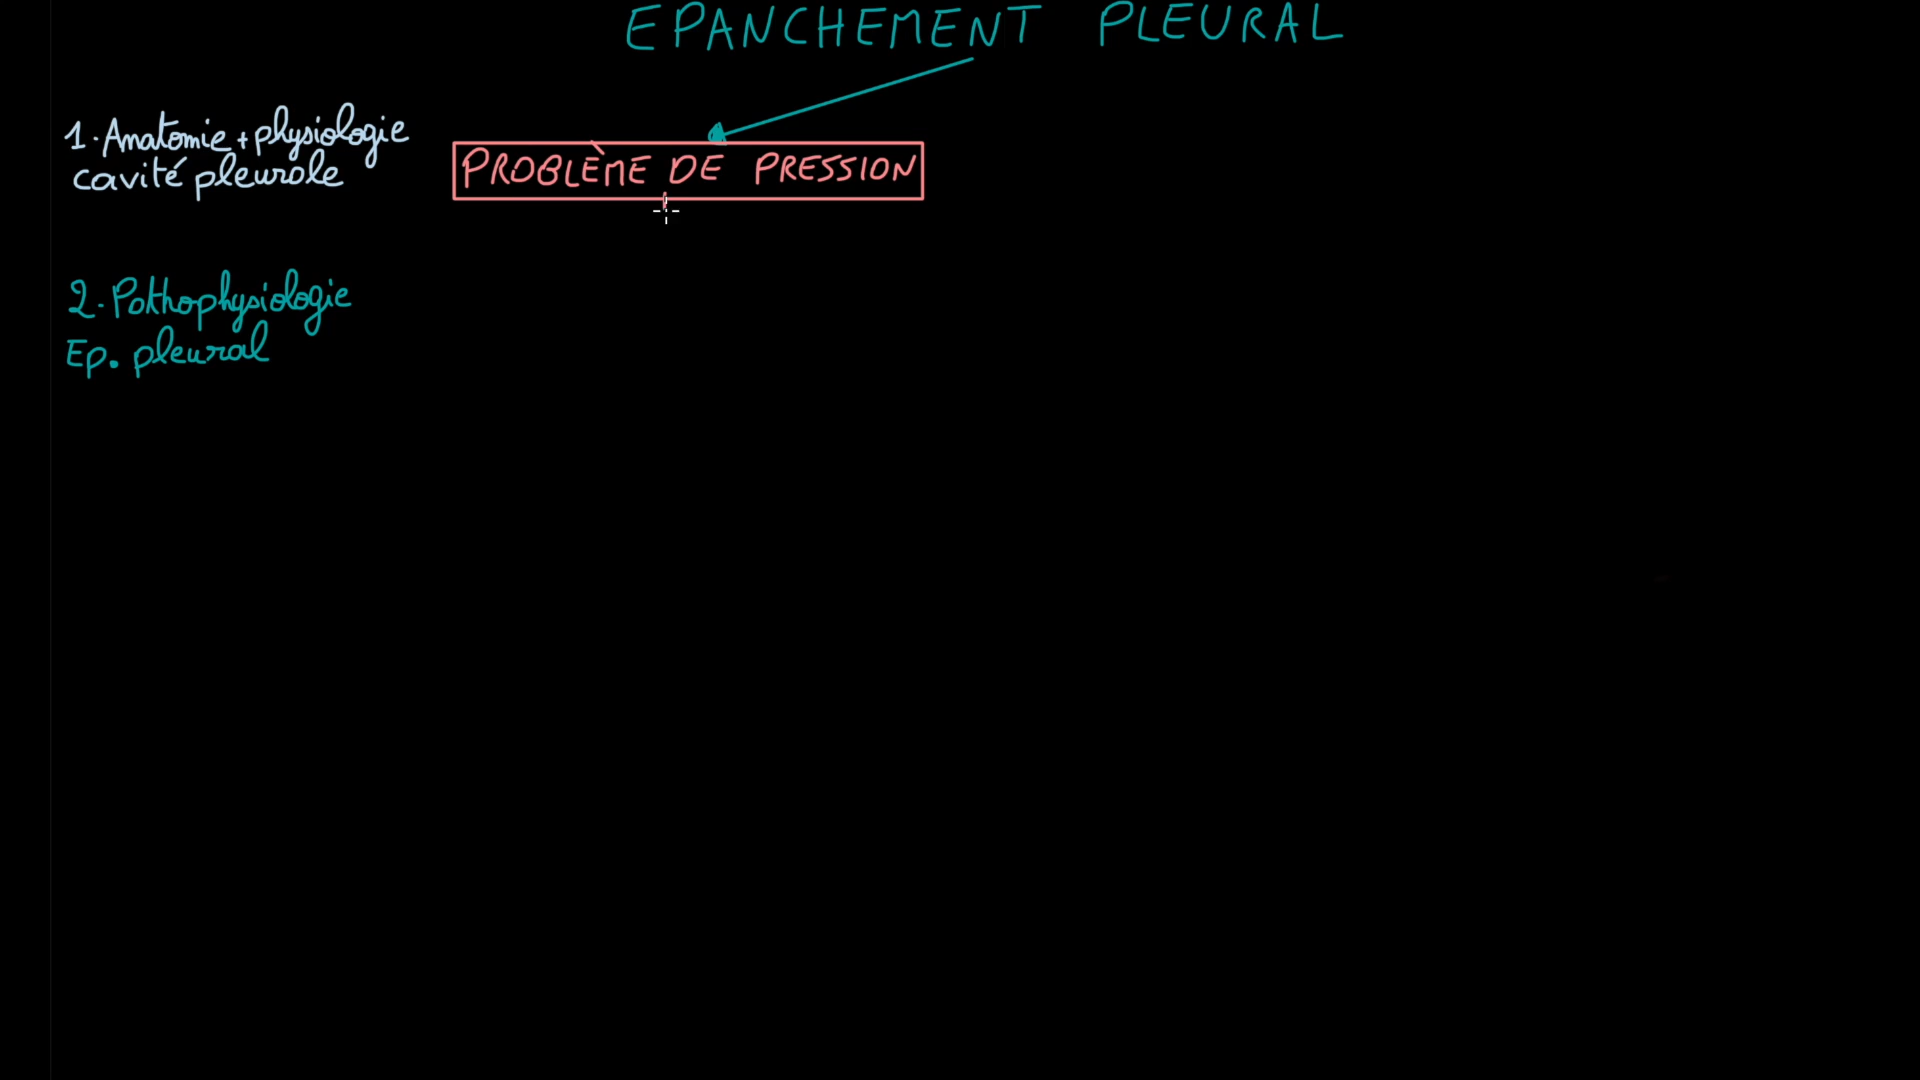 EPANCHEMENT PLEURAL
1. Anatomie + physiologie
cavité pleurale
PROBLÈME DE PRESSION
2. Pathophysiologie
Ep. pleural